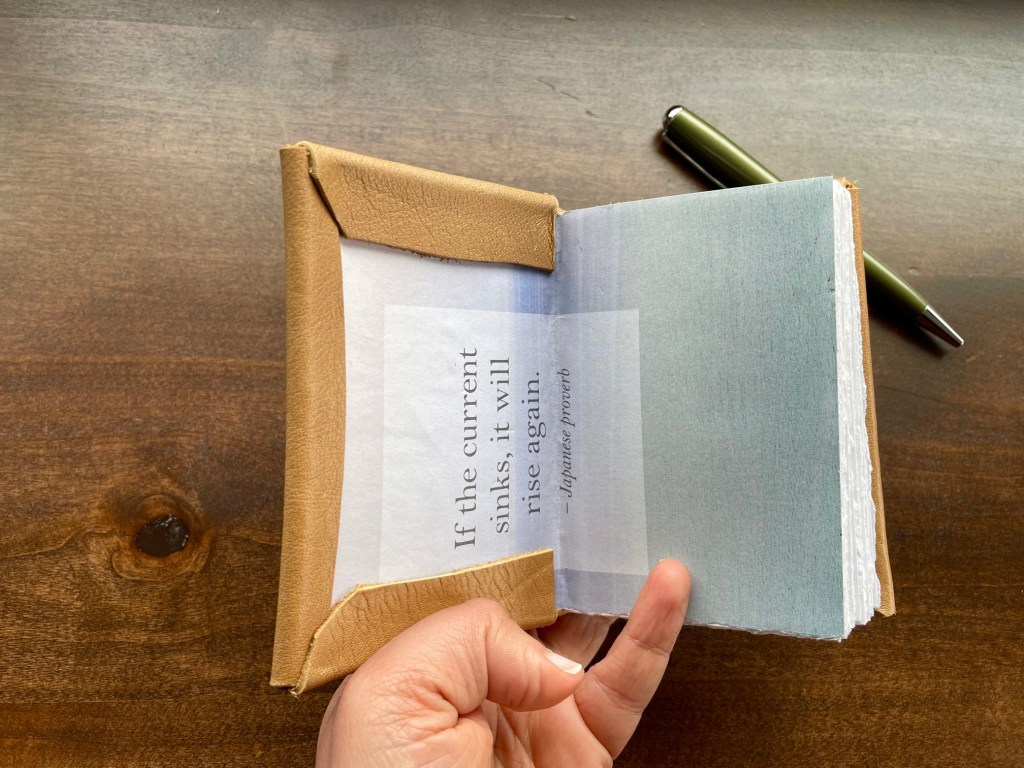 If the current
sinks, it will
rise again.
– Japanese proverb